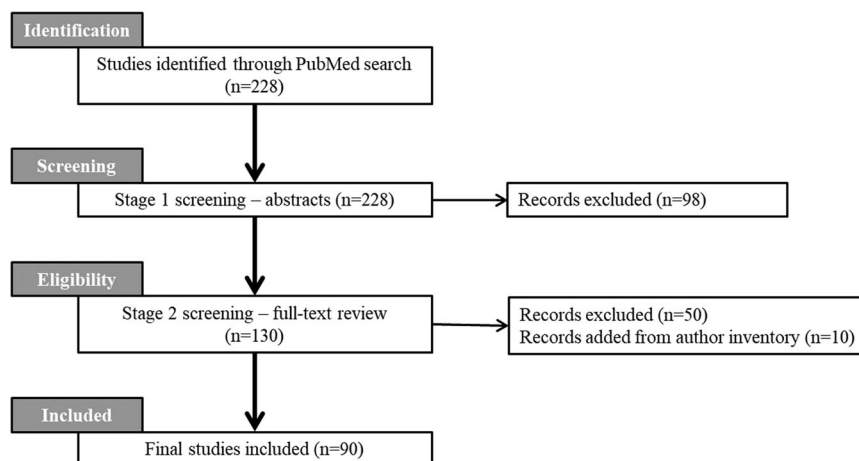 Identification
Studies identified through PubMed search
(n=228)
Screening
Stage 1 screening – abstracts (n=228)
Records excluded (n=98)
Eligibility
Stage 2 screening – full-text review
(n=130)
Records excluded (n=50)
Records added from author inventory (n=10)
Included
Final studies included (n=90)